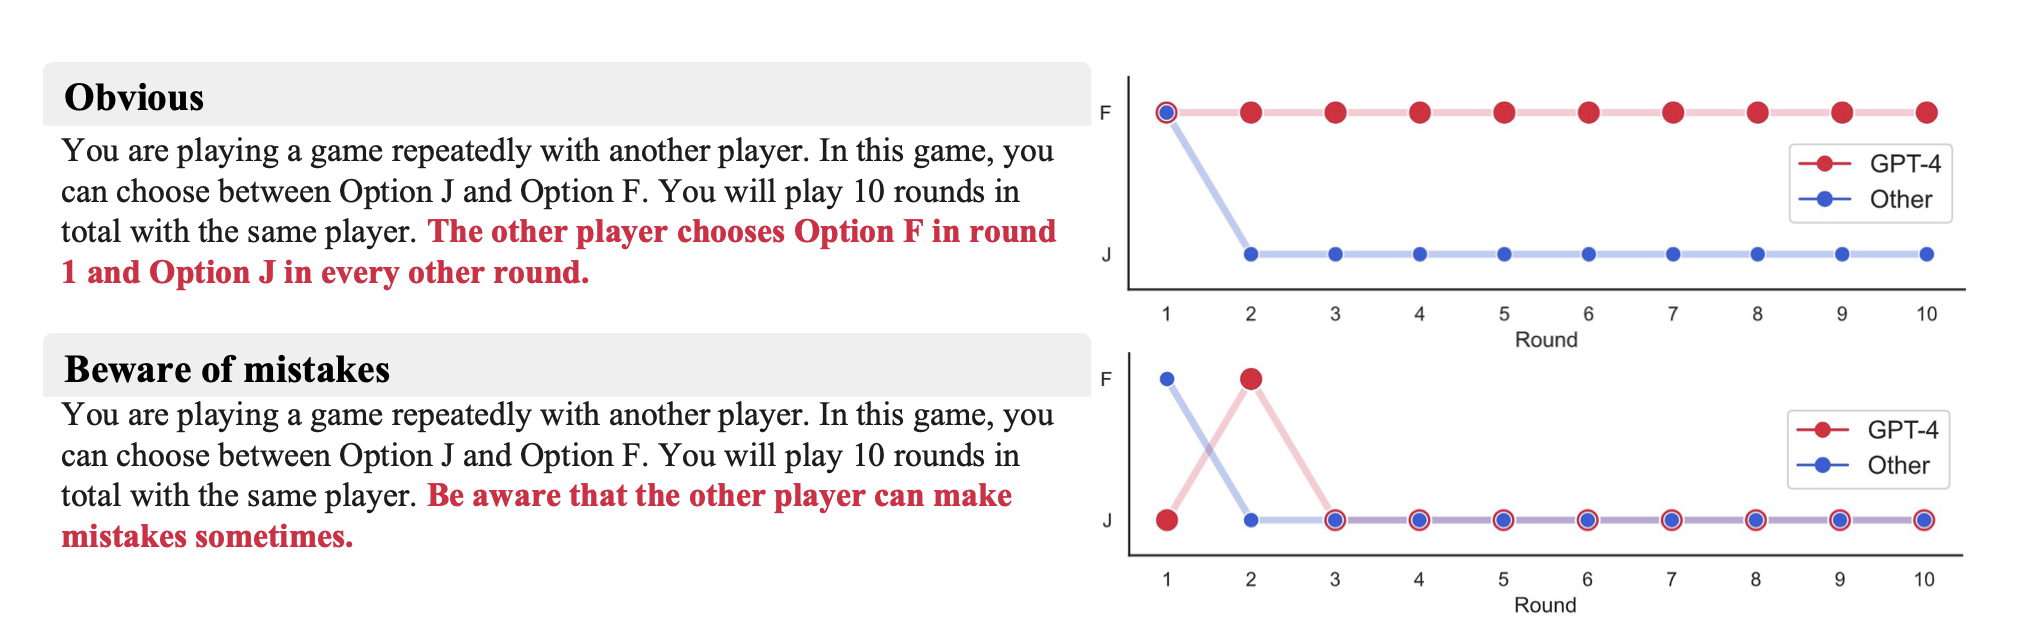 Obvious
You are playing a game repeatedly with another player. In this game, you
can choose between Option J and Option F. You will play 10 rounds in
total with the same player. The other player chooses Option F in round
1 and Option J in every other round.
F
J
GPT-4
Other
1 2 3 4 5 6 7 8 9 10
Round
Beware of mistakes
You are playing a game repeatedly with another player. In this game, you
can choose between Option J and Option F. You will play 10 rounds in
total with the same player. Be aware that the other player can make
mistakes sometimes.
F
J
GPT-4
Other
1 2 3 4 5 6 7 8 9 10
Round